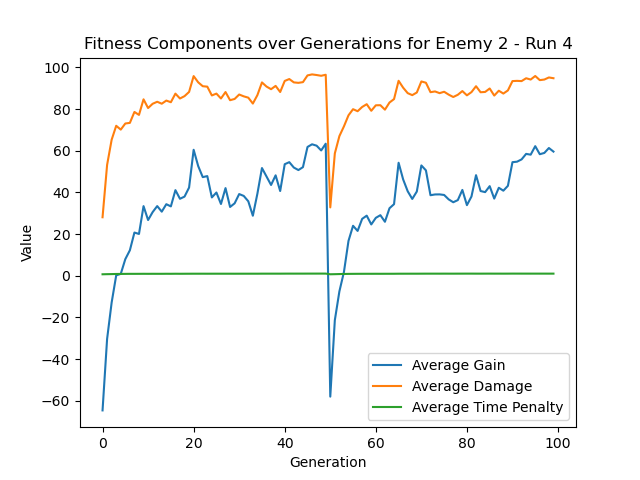 Fitness Components over Generations for Enemy 2 - Run 4
100
80
60
40
20
0
−20
−40
−60
Value
Average Gain
Average Damage
Average Time Penalty
0 20 40 60 80 100
Generation